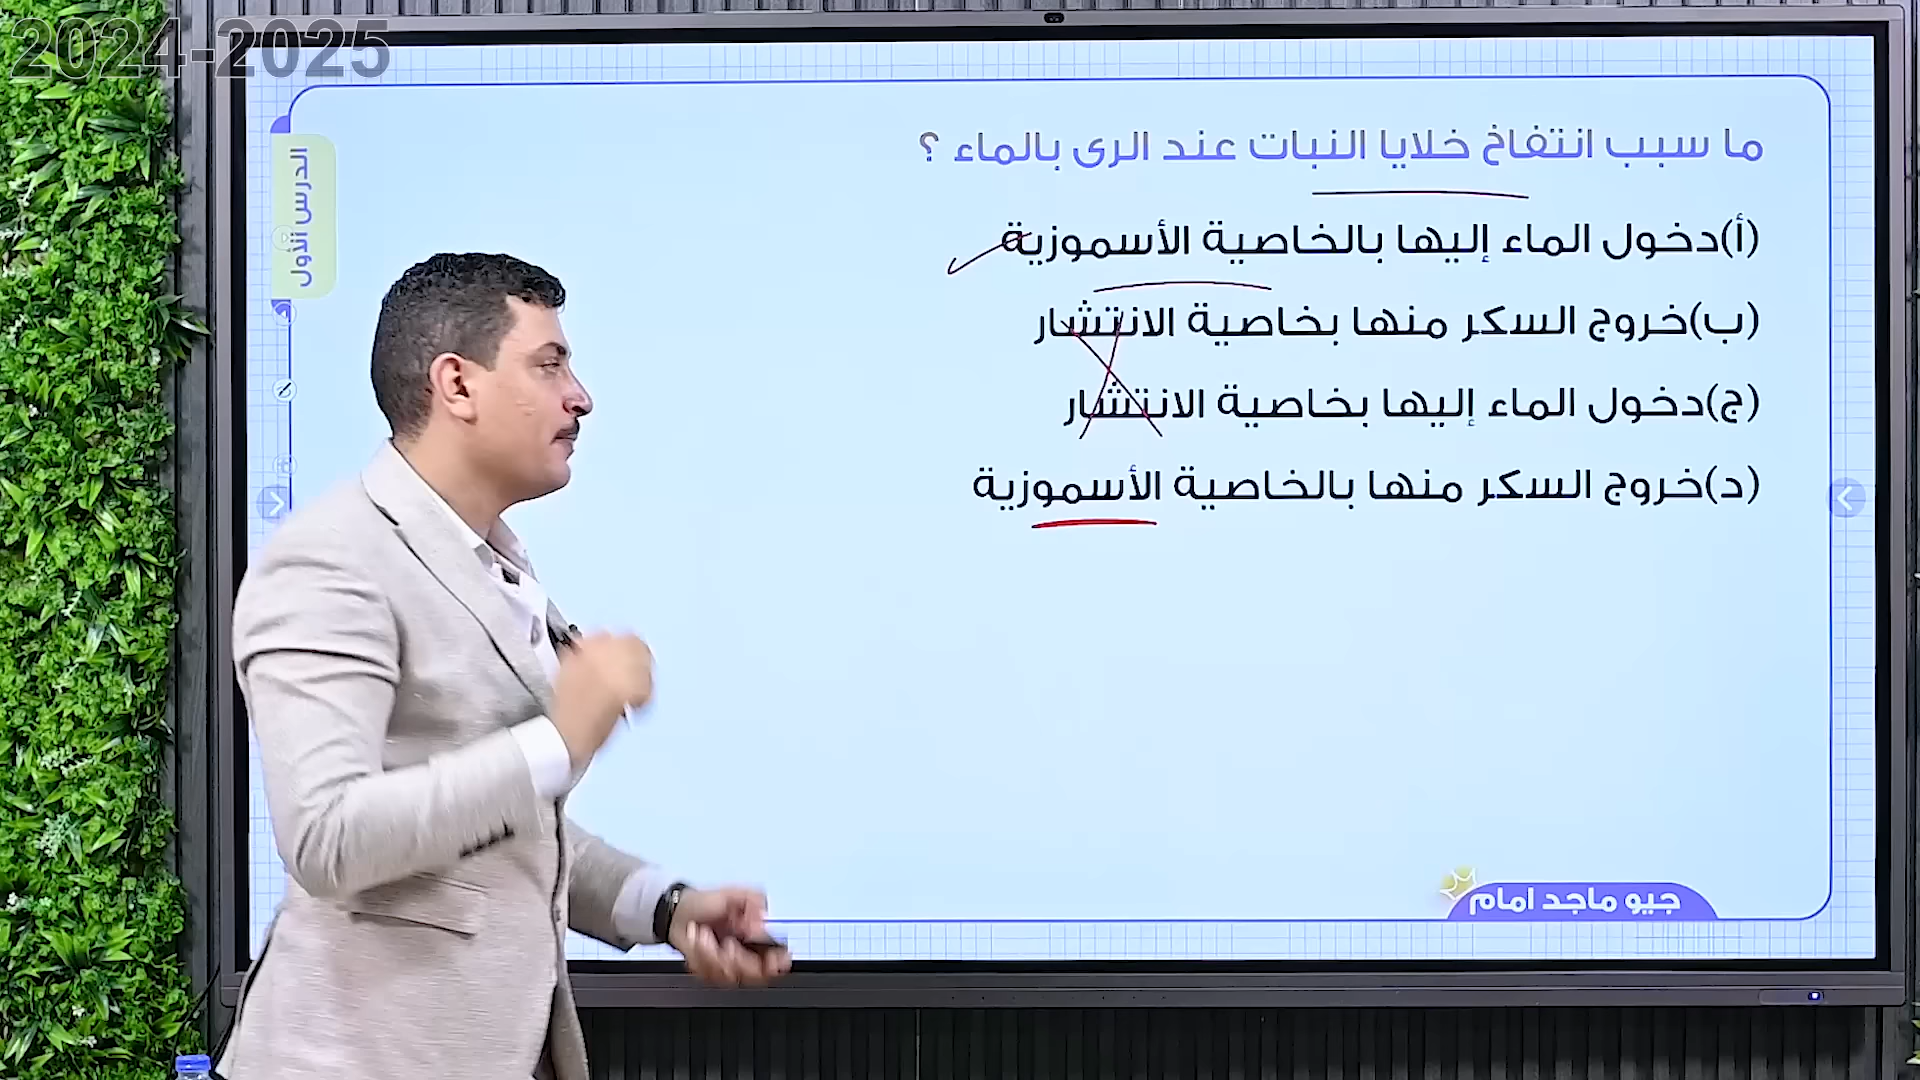 2024-2025
ما سبب انتفاخ خلايا النبات عند الرى بالماء ؟
(أ)دخول الماء إليها بالخاصية الأسموزية
(ب)خروج السكر منها بخاصية الانتشار
(ج)دخول الماء إليها بخاصية الانتشار
(د)خروج السكر منها بالخاصية الأسموزية
الدرس الأول
جيو ماجد امام